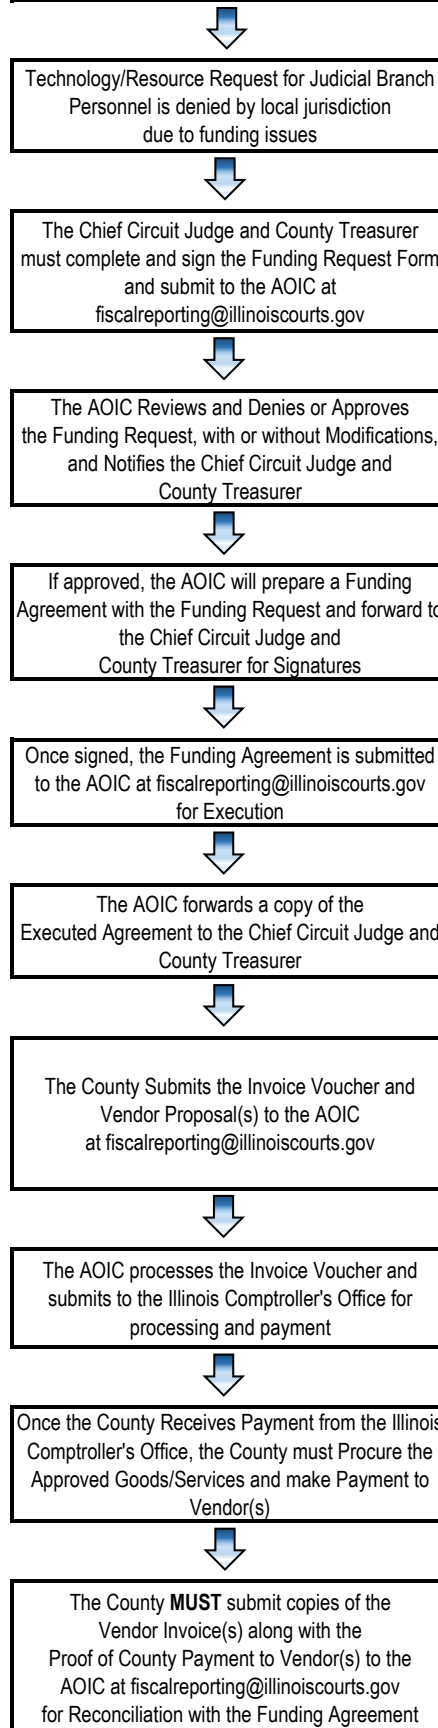 Technology/Resource Request for Judicial Branch
Personnel is denied by local jurisdiction
due to funding issues
The Chief Circuit Judge and County Treasurer
must complete and sign the Funding Request Form
and submit to the AOIC at
fiscalreporting@illinoiscourts.gov
The AOIC Reviews and Denies or Approves
the Funding Request, with or without Modifications,
and Notifies the Chief Circuit Judge and
County Treasurer
If approved, the AOIC will prepare a Funding
Agreement with the Funding Request and forward to
the Chief Circuit Judge and
County Treasurer for Signatures
Once signed, the Funding Agreement is submitted
to the AOIC at fiscalreporting@illinoiscourts.gov
for Execution
The AOIC forwards a copy of the
Executed Agreement to the Chief Circuit Judge and
County Treasurer
The County Submits the Invoice Voucher and
Vendor Proposal(s) to the AOIC
at fiscalreporting@illinoiscourts.gov
The AOIC processes the Invoice Voucher and
submits to the Illinois Comptroller's Office for
processing and payment
Once the County Receives Payment from the Illinois
Comptroller's Office, the County must Procure the
Approved Goods/Services and make Payment to
Vendor(s)
The County MUST submit copies of the
Vendor Invoice(s) along with the
Proof of County Payment to Vendor(s) to the
AOIC at fiscalreporting@illinoiscourts.gov
for Reconciliation with the Funding Agreement